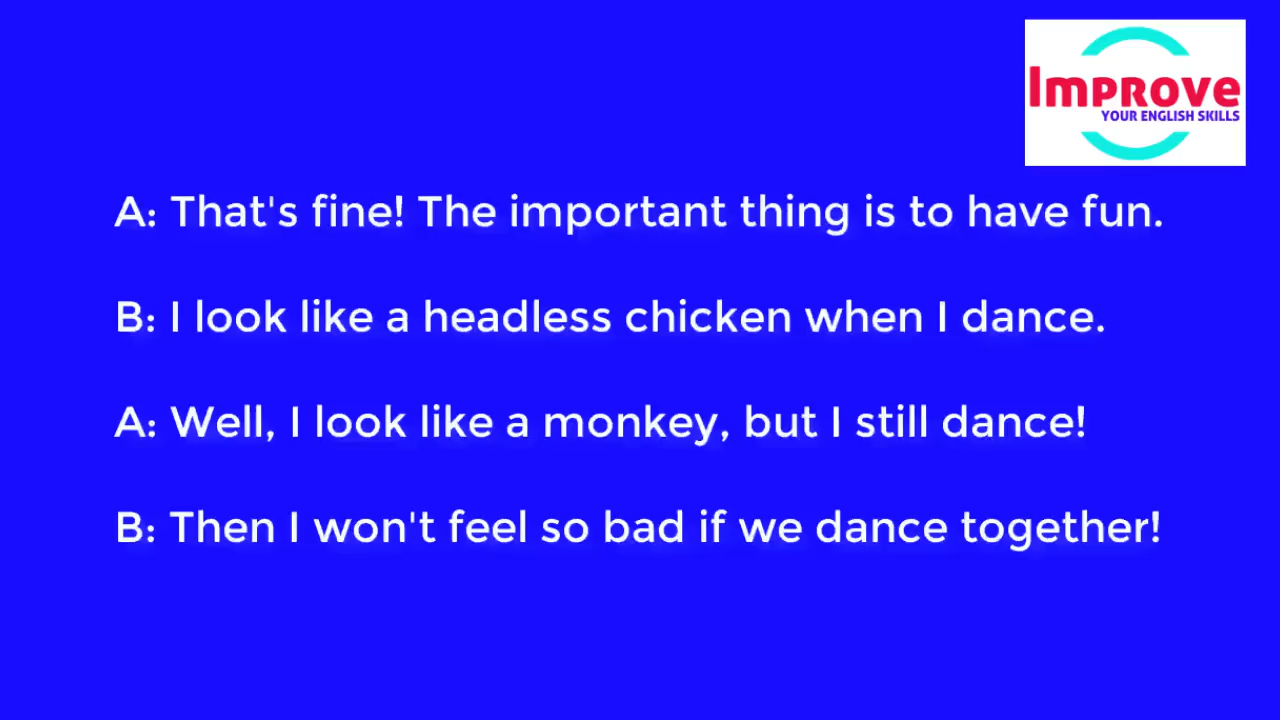 Improve
YOUR ENGLISH SKILLS
A: That's fine! The important thing is to have fun.
B: I look like a headless chicken when I dance.
A: Well, I look like a monkey, but I still dance!
B: Then I won't feel so bad if we dance together!